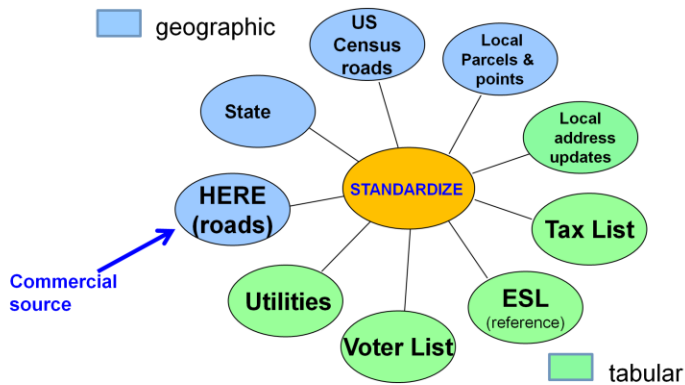 geographic
US
Census
roads
Local
Parcels &
points
State
Local
address
updates
STANDARDIZE
HERE
(roads)
Tax List
Commercial
source
Utilities
ESL
(reference)
Voter List
tabular